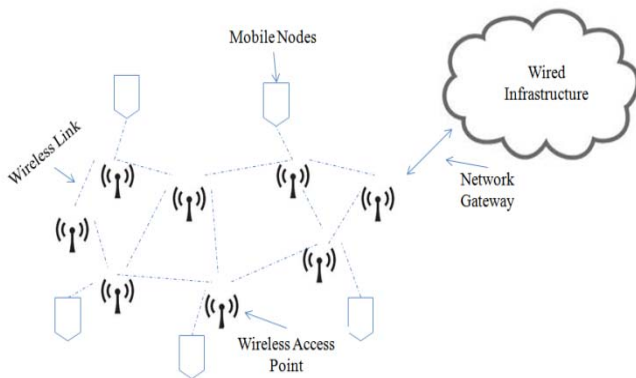 Mobile Nodes
Wired
Infrastructure
Wireless Link
Network
Gateway
Wireless Access
Point